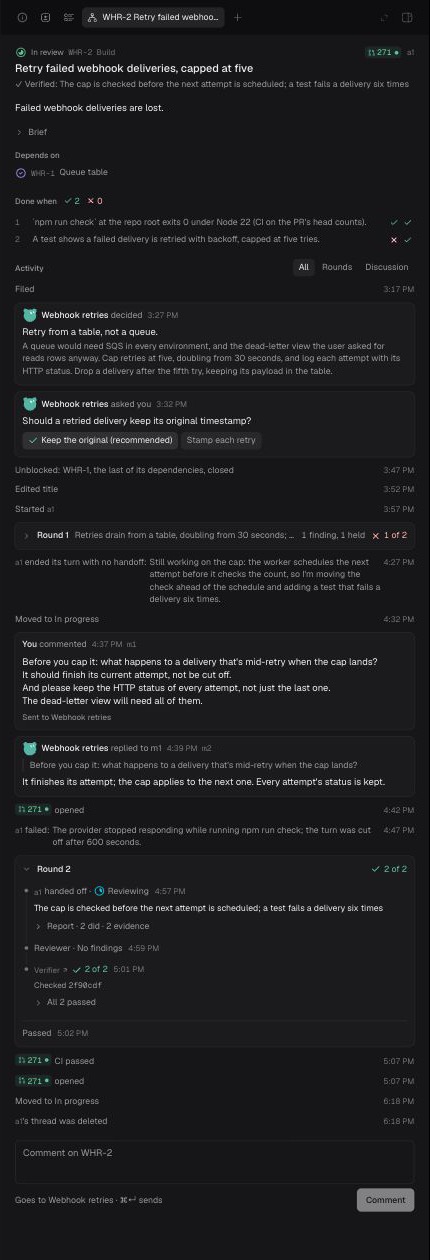 WHR-2 Retry failed webhoo...
In review WHR-2 Build 271 a1
Retry failed webhook deliveries, capped at five
✓ Verified: The cap is checked before the next attempt is scheduled; a test fails a delivery six times
Failed webhook deliveries are lost.
Brief
Depends on
WHR-1 Queue table
Done when ✓ 2 ✕ 0
1 `npm run check` at the repo root exits 0 under Node 22 (CI on the PR's head counts). ✓ ✓
2 A test shows a failed delivery is retried with backoff, capped at five tries. ✕ ✓
Activity All Rounds Discussion
Filed 3:17 PM
Webhook retries decided 3:27 PM
Retry from a table, not a queue.
A queue would need SQS in every environment, and the dead-letter view the user asked for
reads rows anyway. Cap retries at five, doubling from 30 seconds, and log each attempt with its
HTTP status. Drop a delivery after the fifth try, keeping its payload in the table.
Webhook retries asked you 3:32 PM
Should a retried delivery keep its original timestamp?
✓ Keep the original (recommended) Stamp each retry
Unblocked: WHR-1, the last of its dependencies, closed 3:47 PM
Edited title 3:52 PM
Started a1 3:57 PM
Round 1 Retries drain from a table, doubling from 30 seconds; ... 1 finding, 1 held ✕ 1 of 2
a1 ended its turn with no handoff: Still working on the cap: the worker schedules the next 4:27 PM
attempt before it checks the count, so I'm moving the
check ahead of the schedule and adding a test that fails a
delivery six times.
Moved to In progress 4:32 PM
You commented 4:37 PM m1
Before you cap it: what happens to a delivery that's mid-retry when the cap lands?
It should finish its current attempt, not be cut off.
And please keep the HTTP status of every attempt, not just the last one.
The dead-letter view will need all of them.
Sent to Webhook retries
Webhook retries replied to m1 4:39 PM m2
Before you cap it: what happens to a delivery that's mid-retry when the cap lands?
It finishes its attempt; the cap applies to the next one. Every attempt's status is kept.
271 opened 4:42 PM
a1 failed: The provider stopped responding while running npm run check; the turn was cut 4:47 PM
off after 600 seconds.
Round 2 ✓ 2 of 2
a1 handed off · Reviewing 4:57 PM
The cap is checked before the next attempt is scheduled; a test fails a delivery six times
Report · 2 did · 2 evidence
Reviewer · No findings 4:59 PM
Verifier ↗ ✓ 2 of 2 5:01 PM
Checked 2f90cdf
All 2 passed
Passed 5:02 PM
271 CI passed 5:07 PM
271 opened 5:07 PM
Moved to In progress 6:18 PM
a1's thread was deleted 6:18 PM
Comment on WHR-2
Goes to Webhook retries · ⌘↩ sends Comment